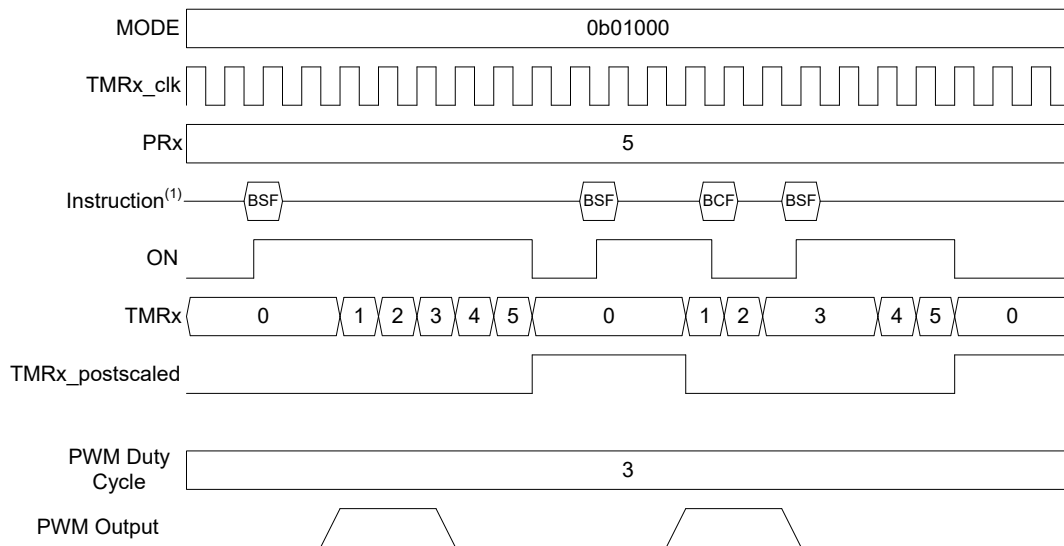 MODE 0b01000
TMRx_clk
PRx 5
Instruction(1) BSF BSF BCF BSF
ON
TMRx 0 1 2 3 4 5 0 1 2 3 4 5 0
TMRx_postscaled
PWM Duty
Cycle 3
PWM Output